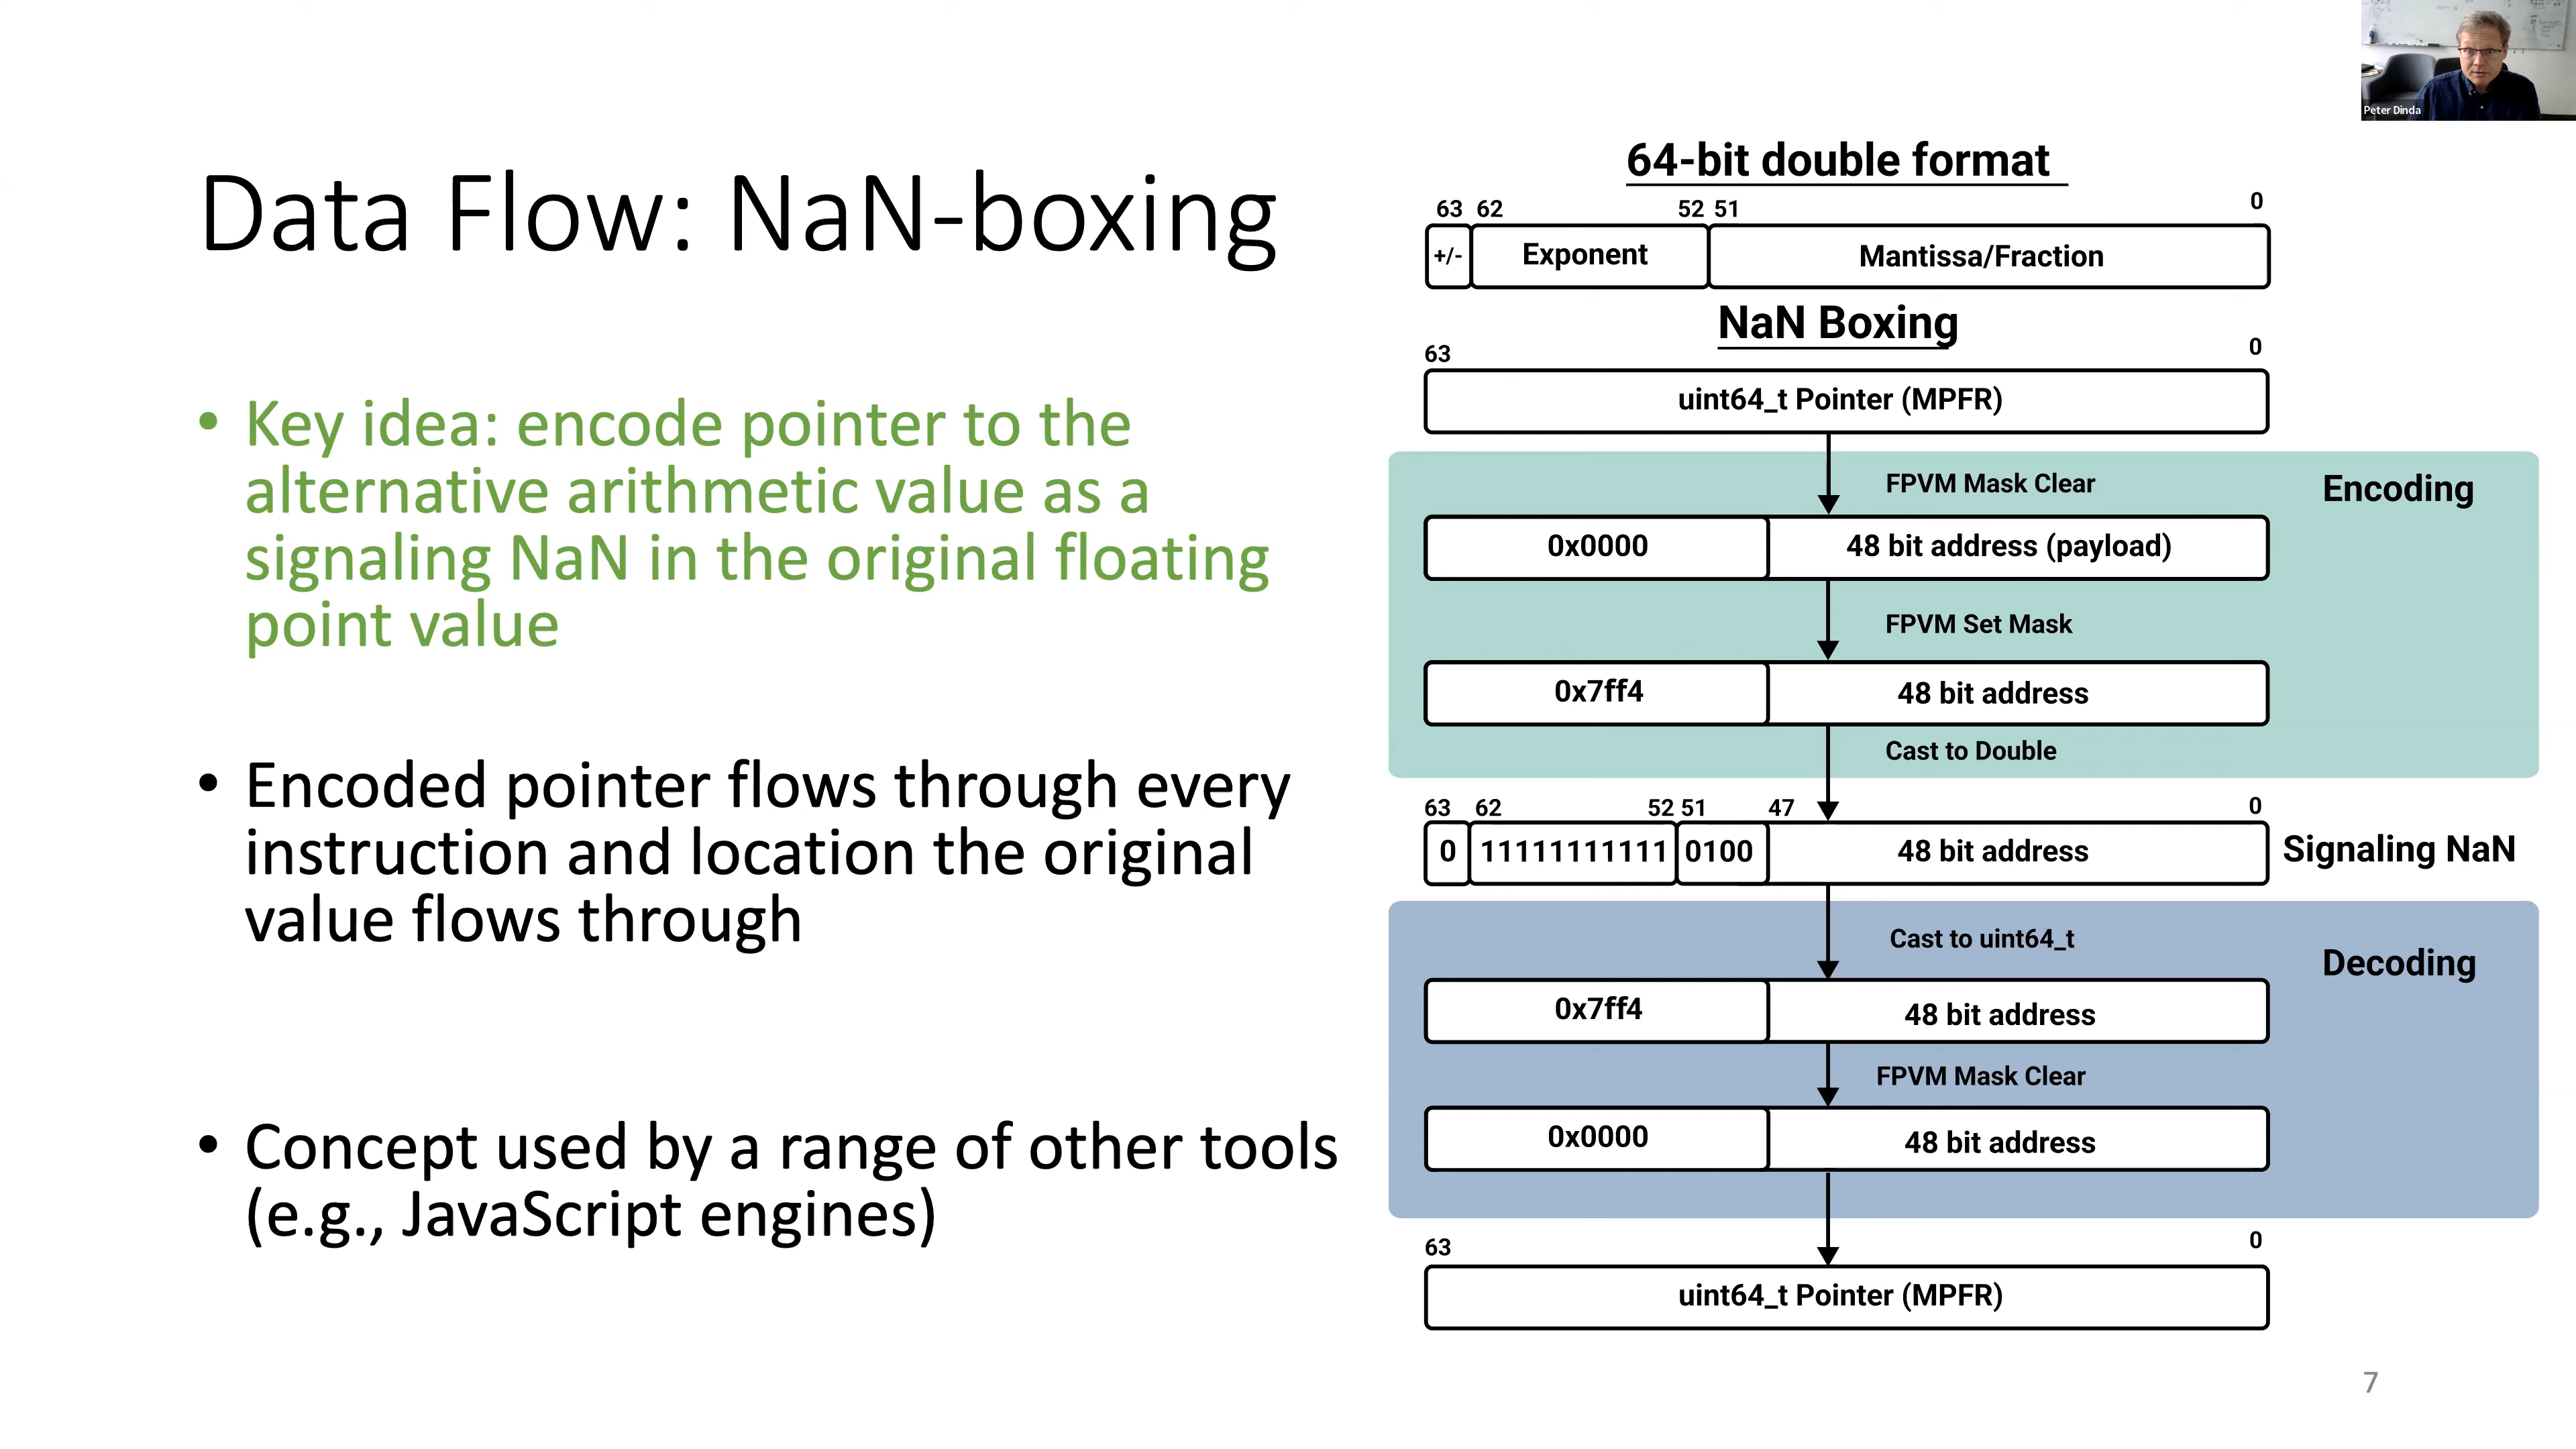 Peter Dinda
Data Flow: NaN-boxing
• Key idea: encode pointer to the
alternative arithmetic value as a
signaling NaN in the original floating
point value
• Encoded pointer flows through every
instruction and location the original
value flows through
• Concept used by a range of other tools
(e.g., JavaScript engines)
64-bit double format
63 62 52 51 0
+/- Exponent Mantissa/Fraction
NaN Boxing
63 0
uint64_t Pointer (MPFR)
FPVM Mask Clear
Encoding
0x0000 48 bit address (payload)
FPVM Set Mask
0x7ff4 48 bit address
Cast to Double
63 62 52 51 47 0
0 11111111111 0100 48 bit address Signaling NaN
Cast to uint64_t
Decoding
0x7ff4 48 bit address
FPVM Mask Clear
0x0000 48 bit address
63 0
uint64_t Pointer (MPFR)
7